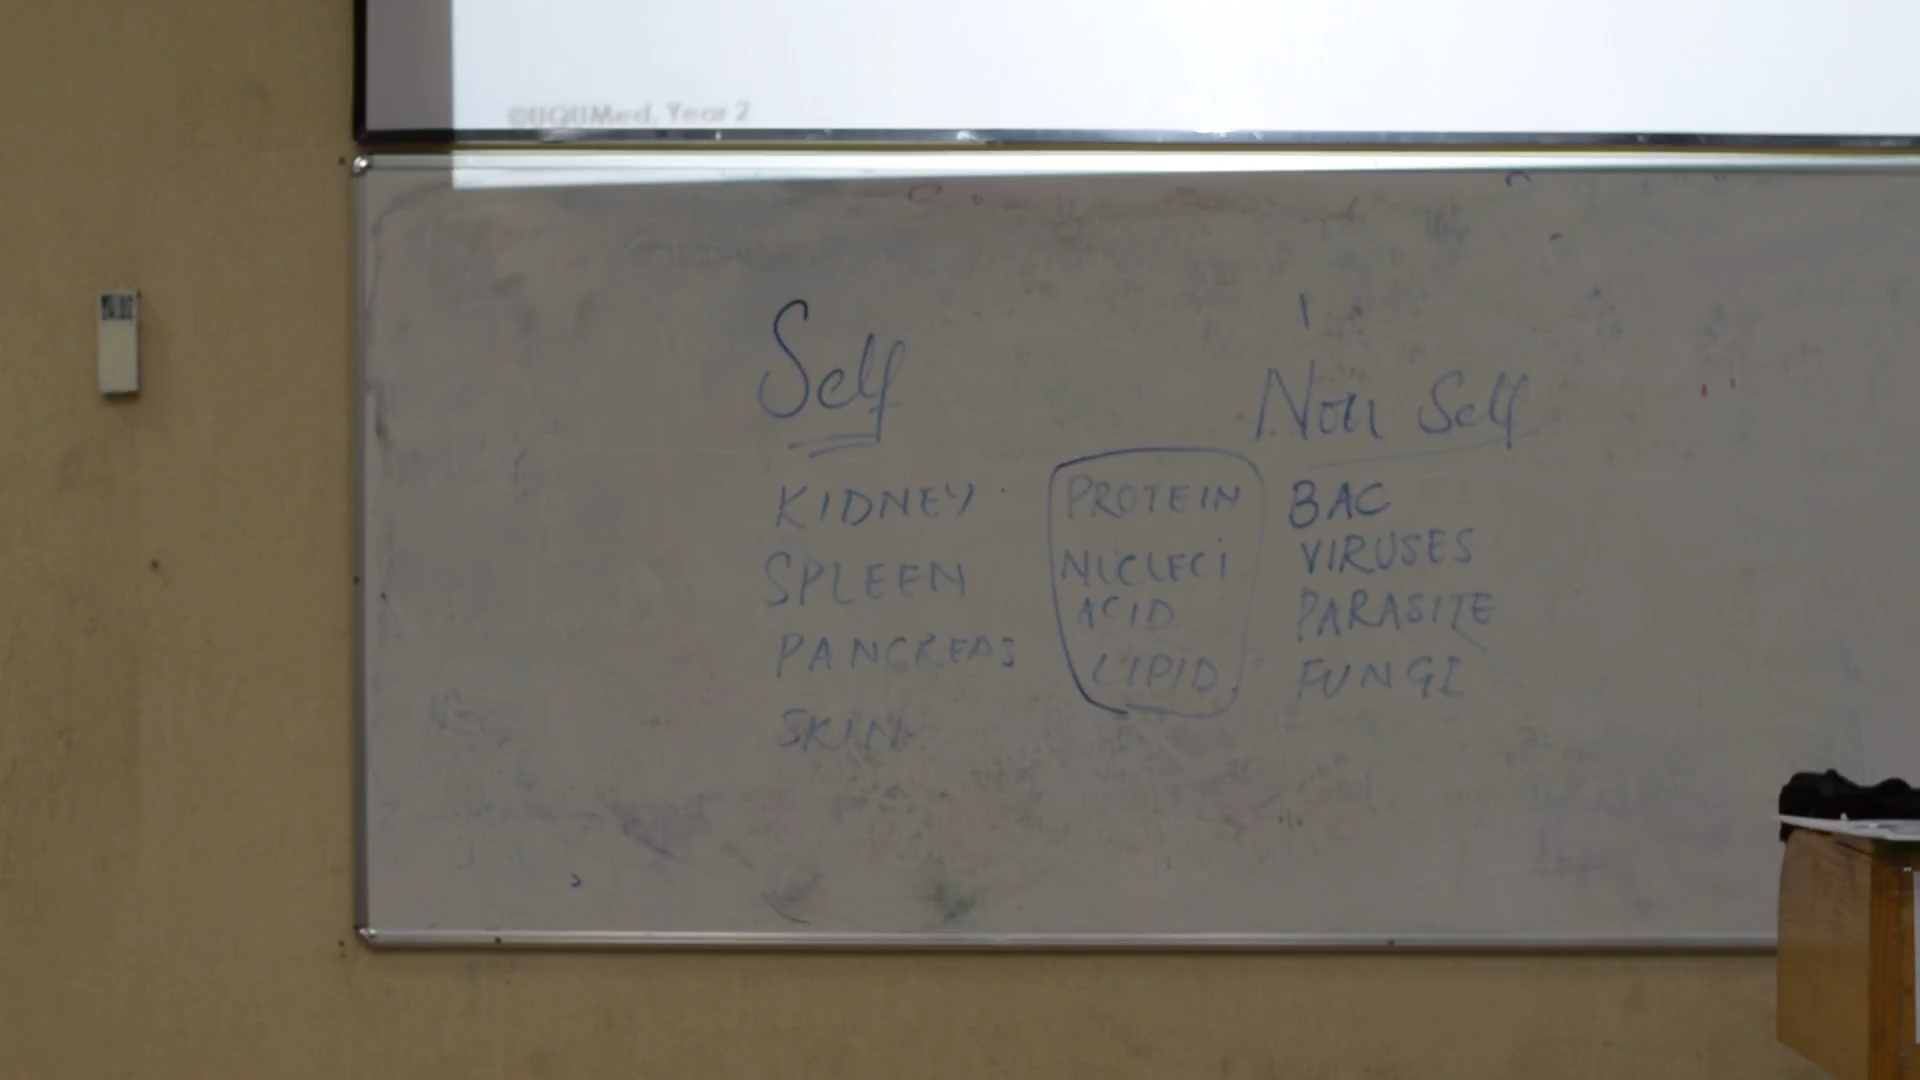 ©UQUMed, Year 2
Self
Non Self
KIDNEY
SPLEEN
PANCREAS
SKIN
PROTEIN
NUCLECI
ACID
LIPID
BAC
VIRUSES
PARASITE
FUNGI